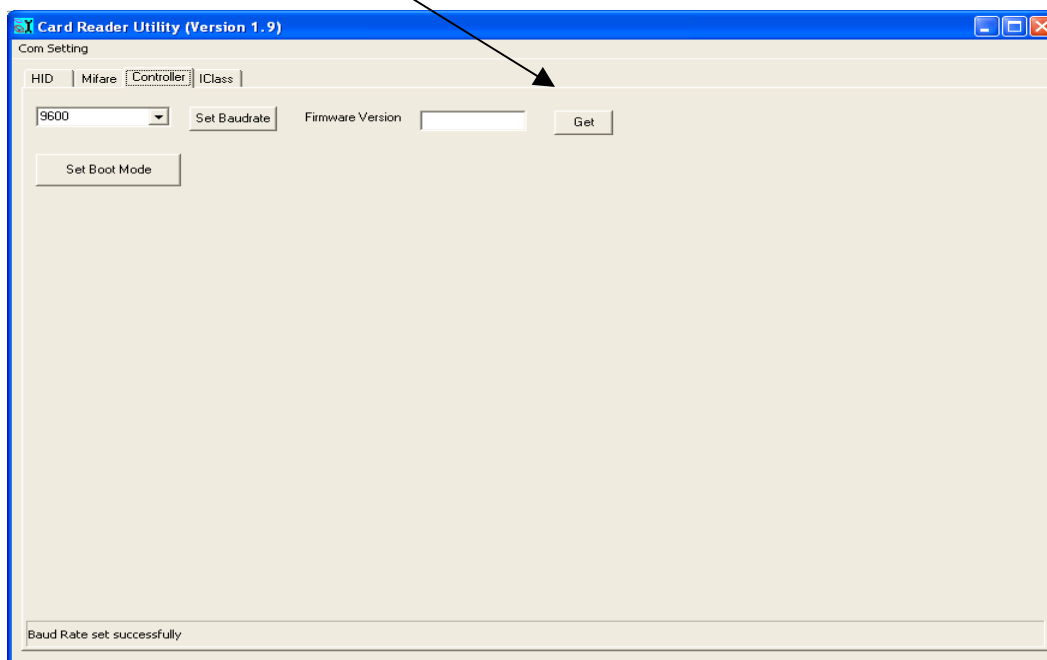 Card Reader Utility (Version 1.9)
Com Setting
HID Mifare Controller IClass
9600 Set Baudrate Firmware Version Get
Set Boot Mode
Baud Rate set successfully